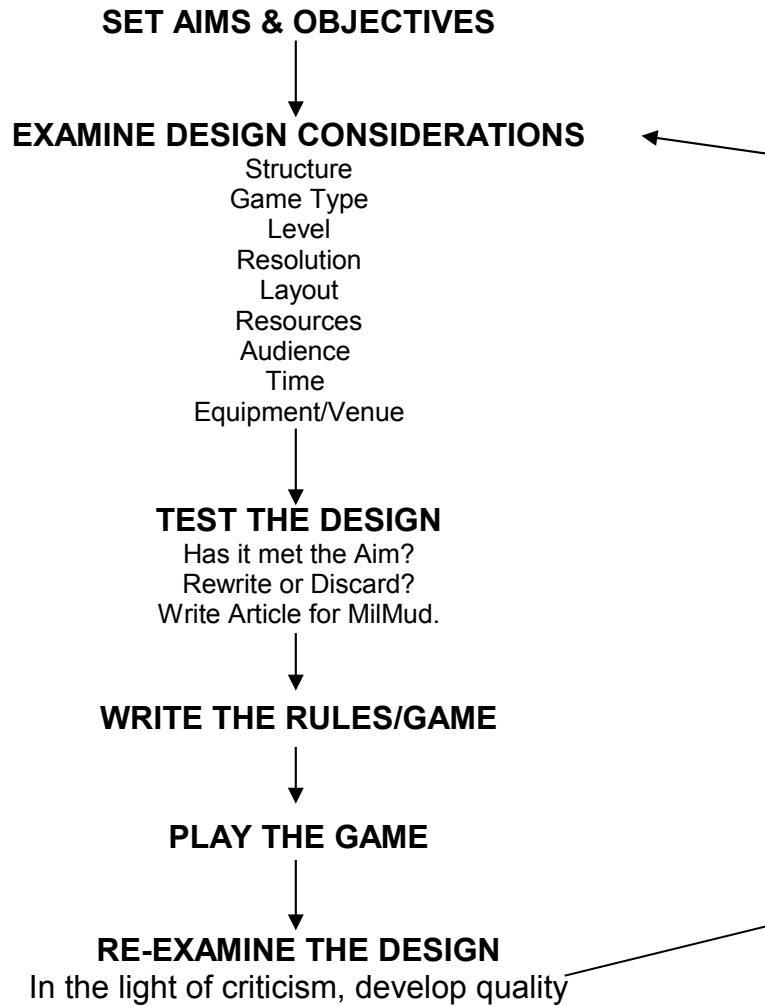 SET AIMS & OBJECTIVES
EXAMINE DESIGN CONSIDERATIONS
Structure
Game Type
Level
Resolution
Layout
Resources
Audience
Time
Equipment/Venue
TEST THE DESIGN
Has it met the Aim?
Rewrite or Discard?
Write Article for MilMud.
WRITE THE RULES/GAME
PLAY THE GAME
RE-EXAMINE THE DESIGN
In the light of criticism, develop quality